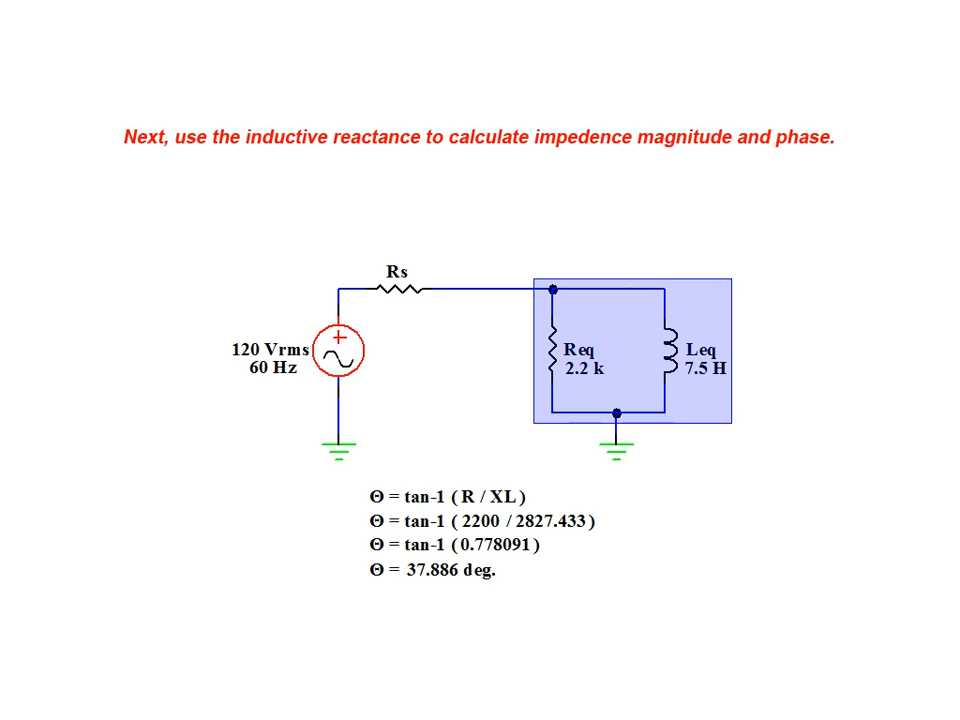 Next, use the inductive reactance to calculate impedence magnitude and phase.
Rs
120 Vrms
60 Hz
Req
2.2 k
Leq
7.5 H
Θ = tan-1 ( R / XL )
Θ = tan-1 ( 2200 / 2827.433 )
Θ = tan-1 ( 0.778091 )
Θ = 37.886 deg.